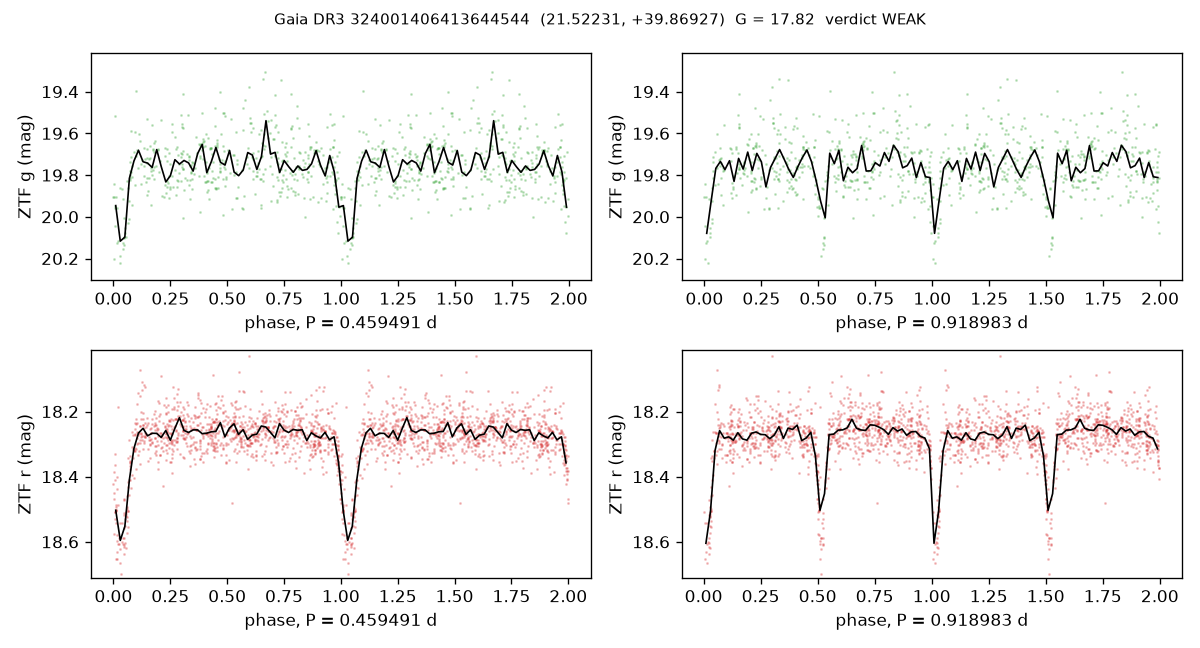 Gaia DR3 324001406413644544  (21.52231, +39.86927)  G = 17.82  verdict WEAK
ZTF g (mag)
19.4
19.6
19.8
20.0
20.2
0.00 0.25 0.50 0.75 1.00 1.25 1.50 1.75 2.00
phase, P = 0.459491 d
ZTF g (mag)
19.4
19.6
19.8
20.0
20.2
0.00 0.25 0.50 0.75 1.00 1.25 1.50 1.75 2.00
phase, P = 0.918983 d
ZTF r (mag)
18.2
18.4
18.6
0.00 0.25 0.50 0.75 1.00 1.25 1.50 1.75 2.00
phase, P = 0.459491 d
ZTF r (mag)
18.2
18.4
18.6
0.00 0.25 0.50 0.75 1.00 1.25 1.50 1.75 2.00
phase, P = 0.918983 d